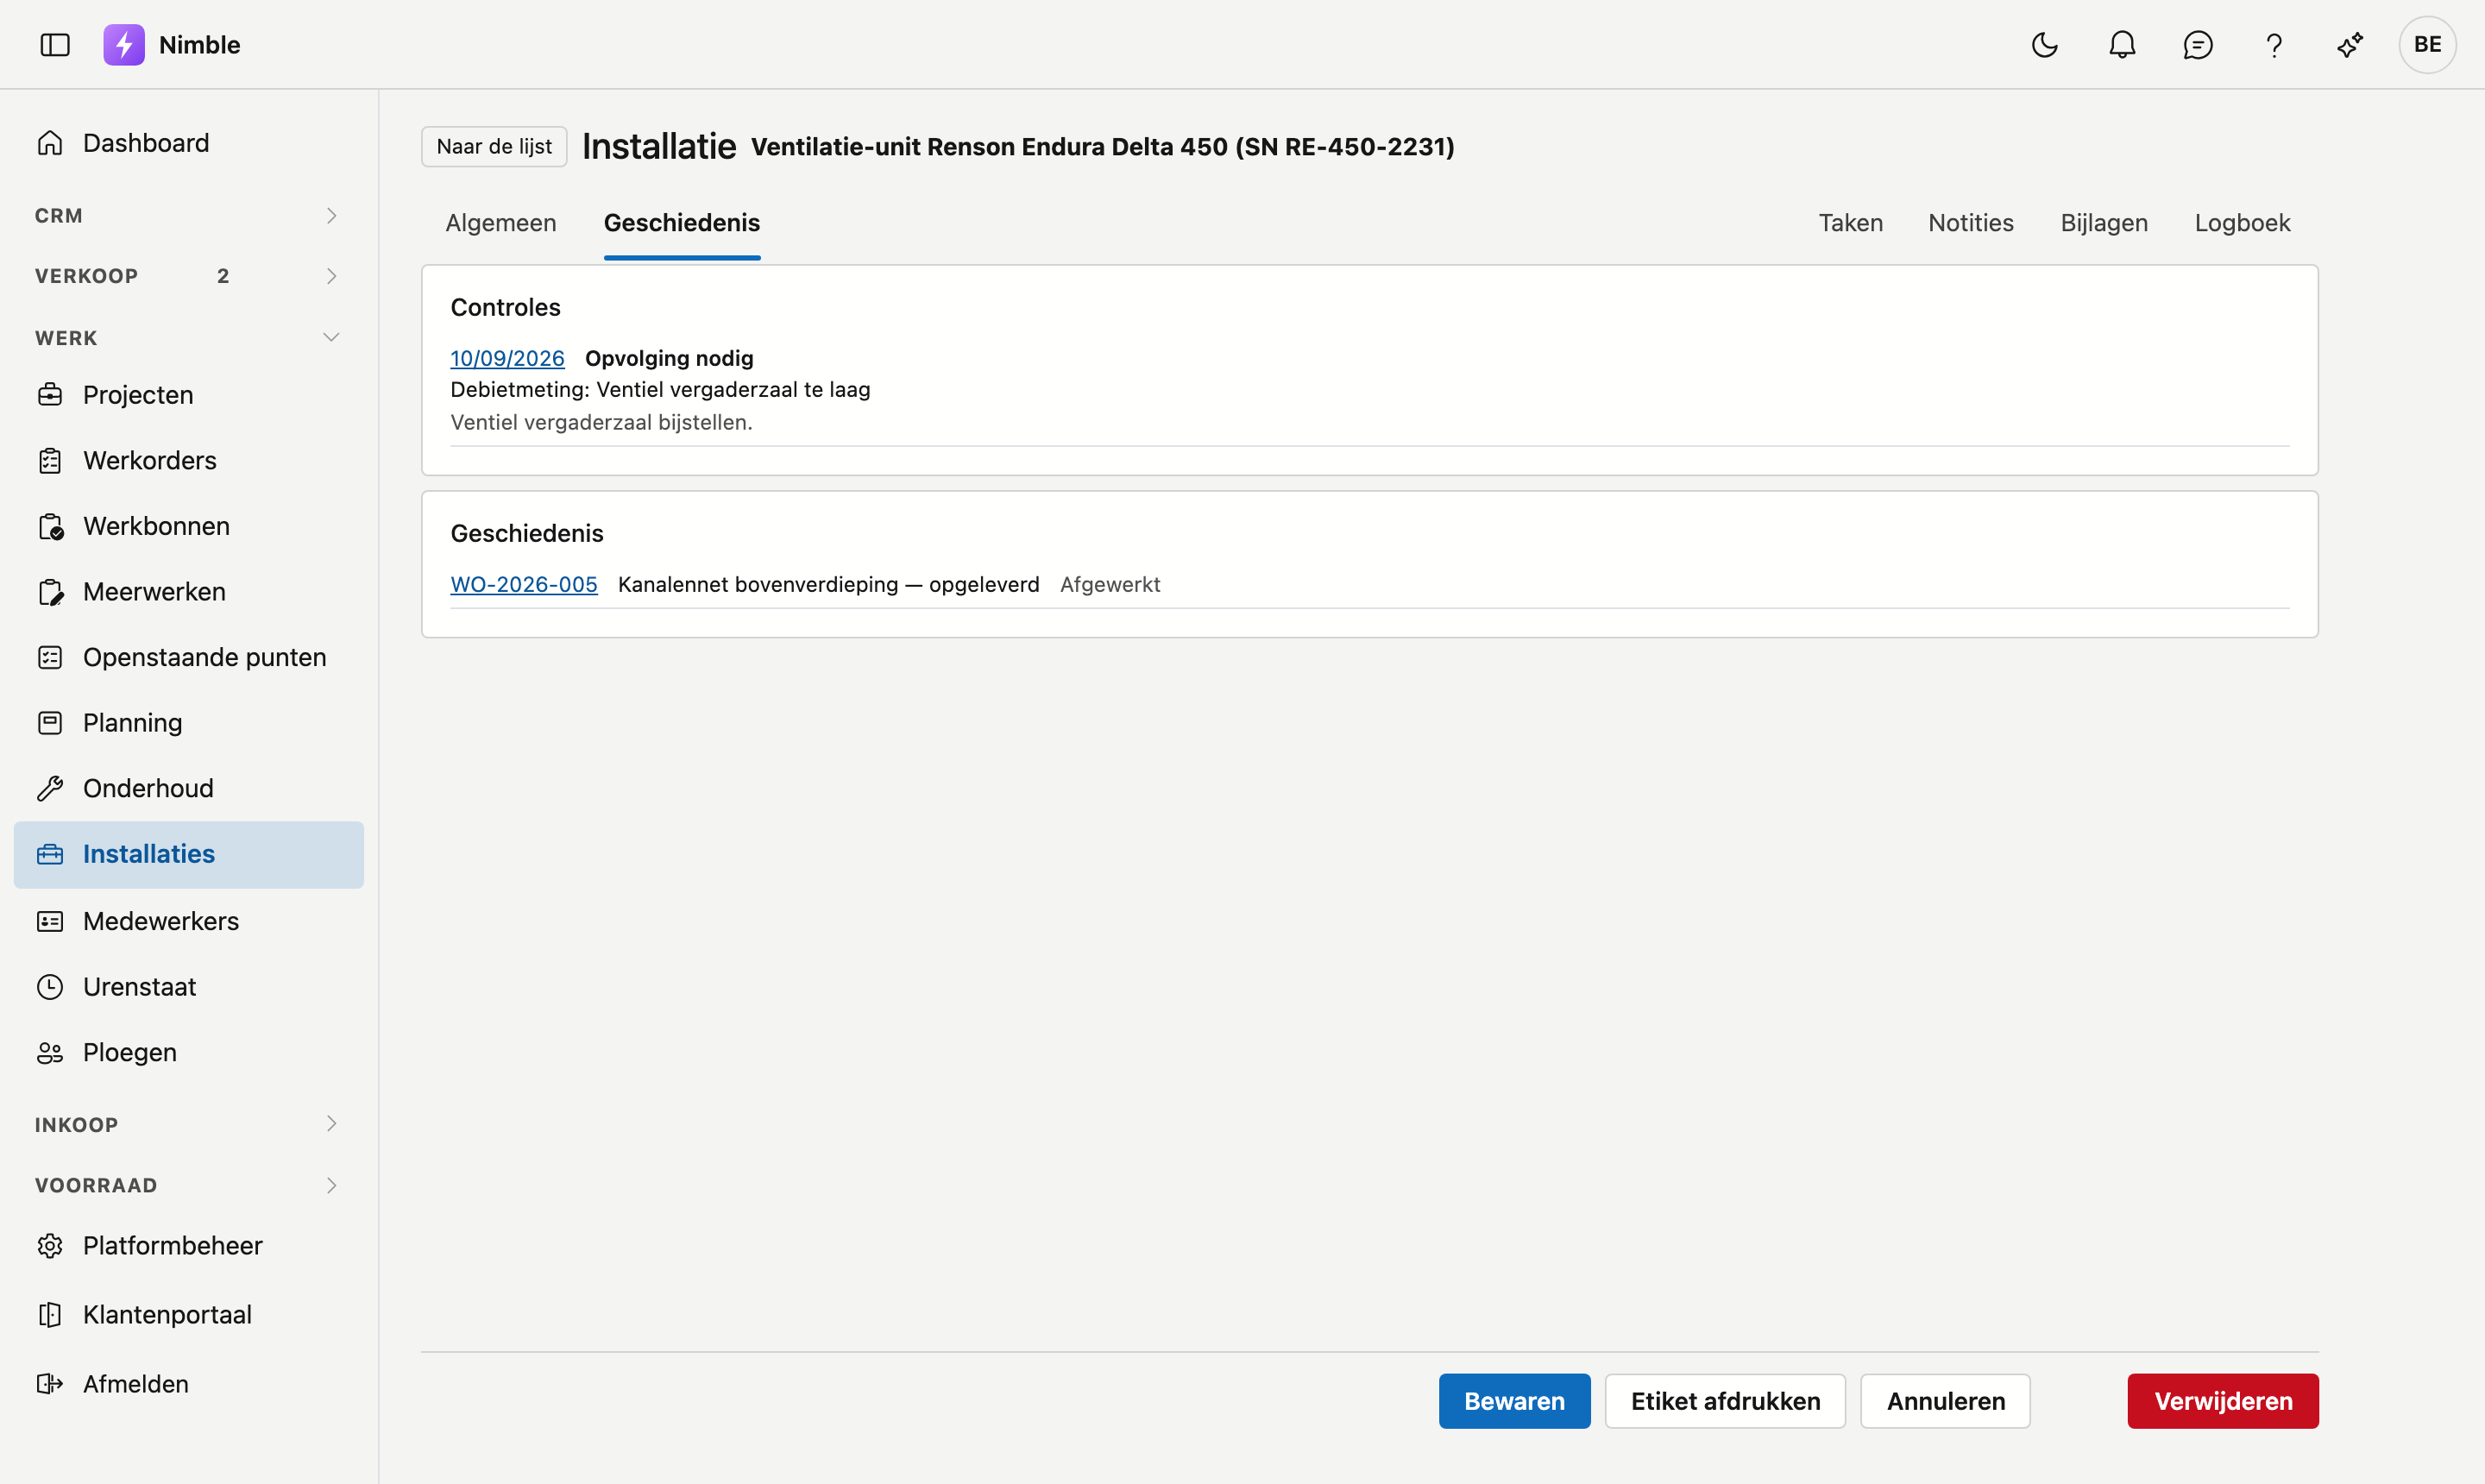 Nimble
BE
Dashboard
CRM
VERKOOP 2
WERK
Projecten
Werkorders
Werkbonnen
Meerwerken
Openstaande punten
Planning
Onderhoud
Installaties
Medewerkers
Urenstaat
Ploegen
INKOOP
VOORRAAD
Platformbeheer
Klantenportaal
Afmelden
Naar de lijst Installatie Ventilatie-unit Renson Endura Delta 450 (SN RE-450-2231)
Algemeen Geschiedenis Taken Notities Bijlagen Logboek
Controles
10/09/2026 Opvolging nodig
Debietmeting: Ventiel vergaderzaal te laag
Ventiel vergaderzaal bijstellen.
Geschiedenis
WO-2026-005 Kanalennet bovenverdieping — opgeleverd Afgewerkt
Bewaren Etiket afdrukken Annuleren Verwijderen